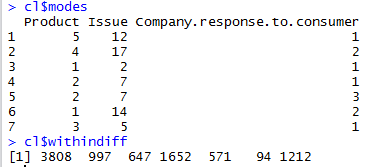 > cl$modes
  Product Issue Company.response.to.consumer
1       5    12                            1
2       4    17                            2
3       1     2                            1
4       2     7                            1
5       2     7                            3
6       1    14                            2
7       3     5                            1
> cl$withindiff
[1] 3808  997  647 1652  571   94 1212